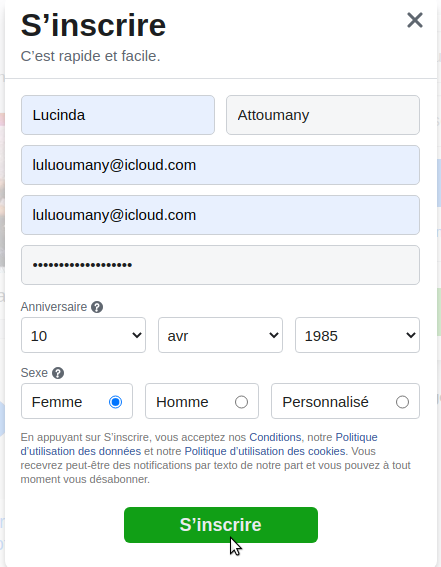 S’inscrire
C’est rapide et facile.
Lucinda Attoumany
luluoumany@icloud.com
luluoumany@icloud.com
•••••••••••••••••••
Anniversaire ?
10 avr 1985
Sexe ?
Femme Homme Personnalisé
En appuyant sur S’inscrire, vous acceptez nos Conditions, notre Politique
d’utilisation des données et notre Politique d’utilisation des cookies. Vous
recevrez peut-être des notifications par texto de notre part et vous pouvez à tout
moment vous désabonner.
S’inscrire